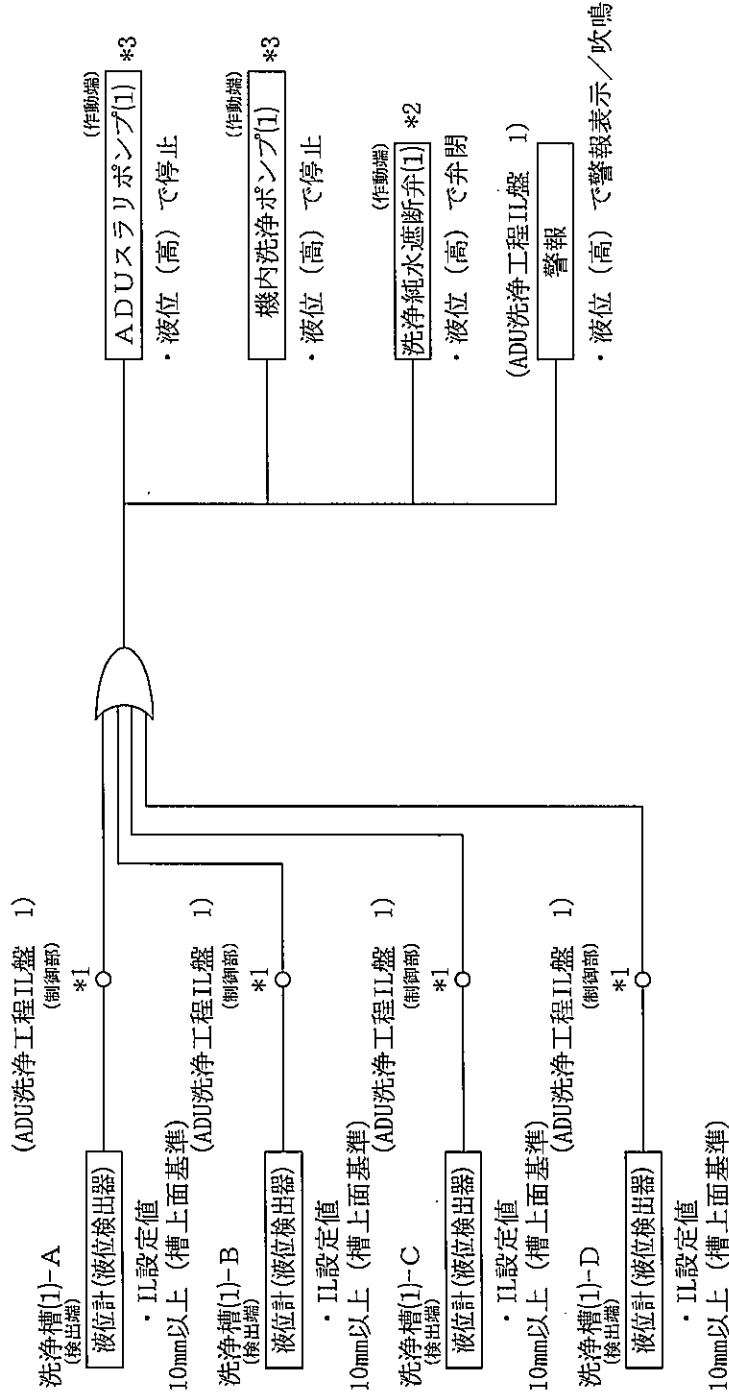 洗浄槽(1)-A
(検出端)
液位計(液位検出器)
・IL設定値
10mm以上 (槽上面基準)
(ADU洗浄工程IL盤 1)
(制御部)
*1
洗浄槽(1)-B
(検出端)
液位計(液位検出器)
・IL設定値
10mm以上 (槽上面基準)
(ADU洗浄工程IL盤 1)
(制御部)
*1
洗浄槽(1)-C
(検出端)
液位計(液位検出器)
・IL設定値
10mm以上 (槽上面基準)
(ADU洗浄工程IL盤 1)
(制御部)
*1
洗浄槽(1)-D
(検出端)
液位計(液位検出器)
・IL設定値
10mm以上 (槽上面基準)
(ADU洗浄工程IL盤 1)
(制御部)
*1
(作動端)
ADUスラリポンプ(1) *3
・液位 (高) で停止
(作動端)
機内洗浄ポンプ(1) *3
・液位 (高) で停止
(作動端)
洗浄純水遮断弁(1) *2
・液位 (高) で弁閉
(ADU洗浄工程IL盤 1)
警報
・液位 (高) で警報表示/吹鳴